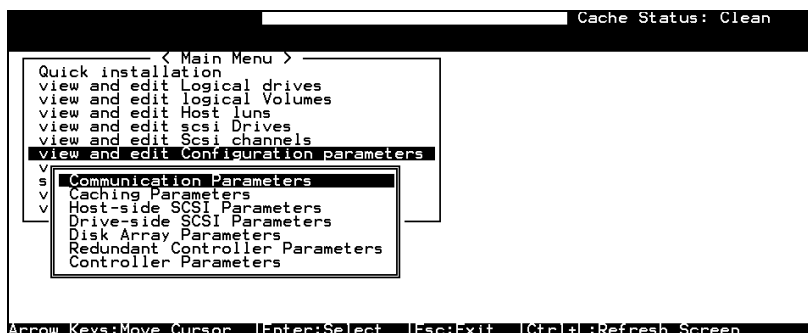 Cache Status: Clean
< Main Menu >
Quick installation
view and edit Logical drives
view and edit logical Volumes
view and edit Host luns
view and edit scsi Drives
view and edit Scsi channels
view and edit Configuration parameters
v
s
v
v
Communication Parameters
Caching Parameters
Host-side SCSI Parameters
Drive-side SCSI Parameters
Disk Array Parameters
Redundant Controller Parameters
Controller Parameters
Arrow Keys:Move Cursor |Enter:Select |Esc:Exit |Ctrl+L:Refresh Screen